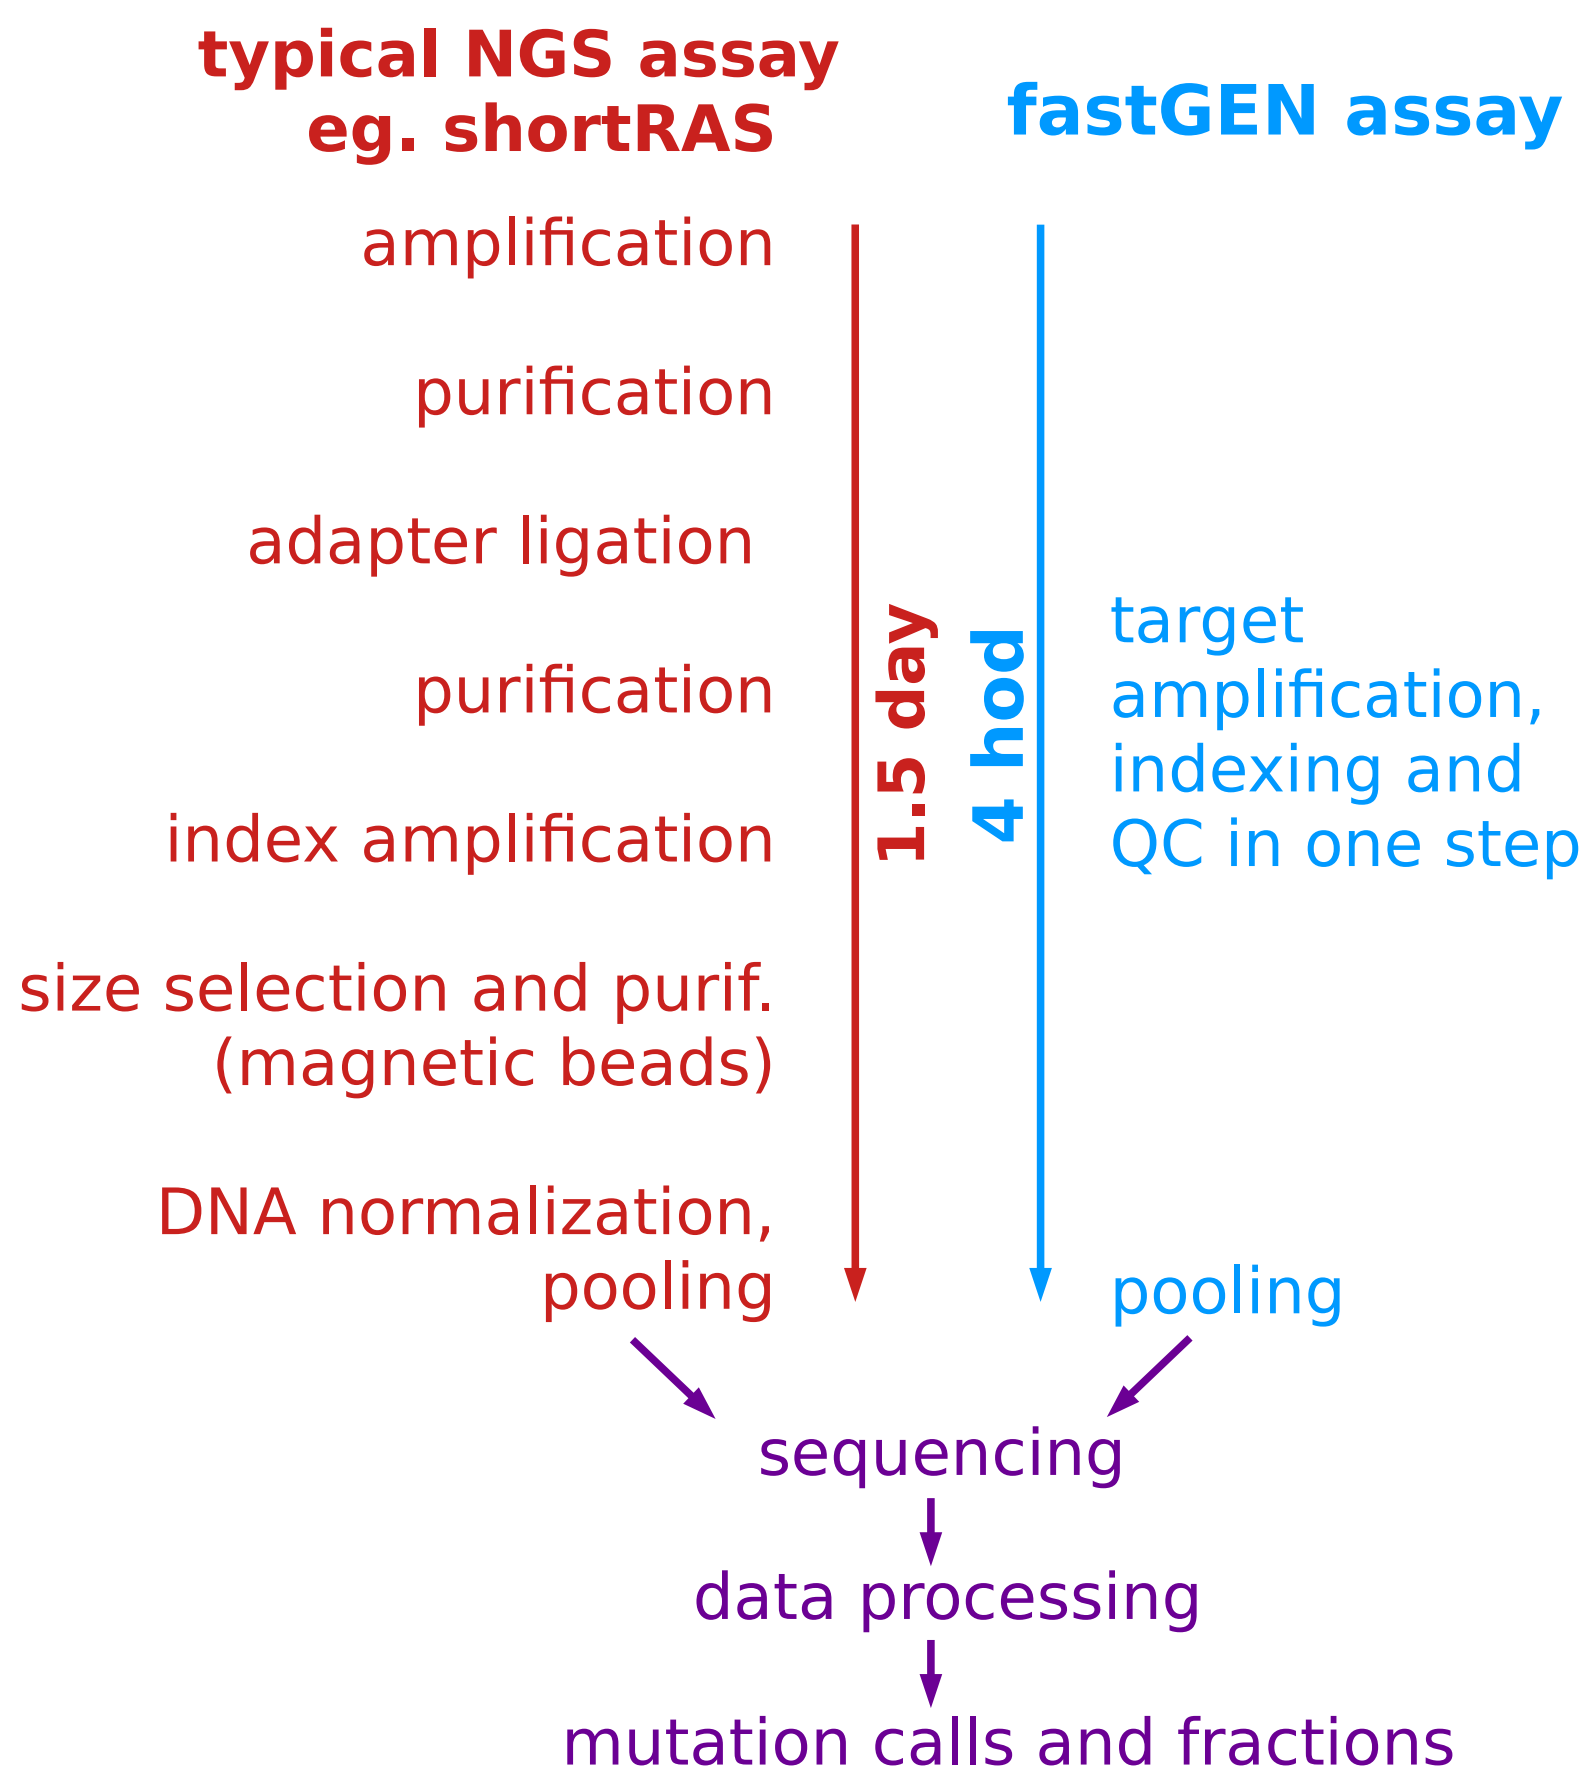 typical NGS assay
eg. shortRAS
amplification
purification
adapter ligation
purification
index amplification
size selection and purif.
(magnetic beads)
DNA normalization,
pooling
1.5 day
fastGEN assay
4 hod
target
amplification,
indexing and
QC in one step
pooling
sequencing
data processing
mutation calls and fractions